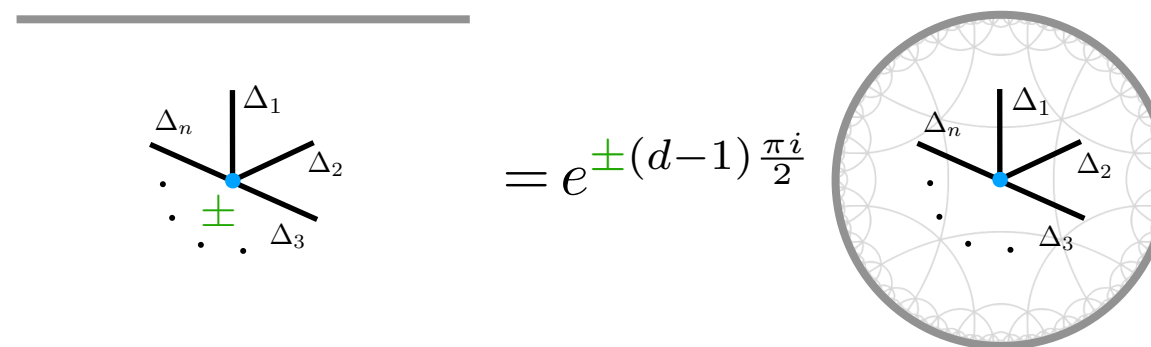 Δ₁
Δₙ
Δ₂
Δ₃
±
= e^{±(d−1) πi/2}
Δ₁
Δₙ
Δ₂
Δ₃